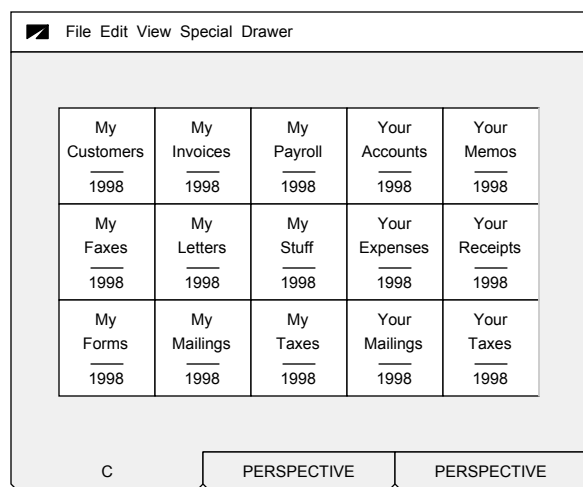 File Edit View Special Drawer
My My My Your Your
Customers Invoices Payroll Accounts Memos
1998 1998 1998 1998 1998
My My My Your Your
Faxes Letters Stuff Expenses Receipts
1998 1998 1998 1998 1998
My My My Your Your
Forms Mailings Taxes Mailings Taxes
1998 1998 1998 1998 1998
C PERSPECTIVE PERSPECTIVE